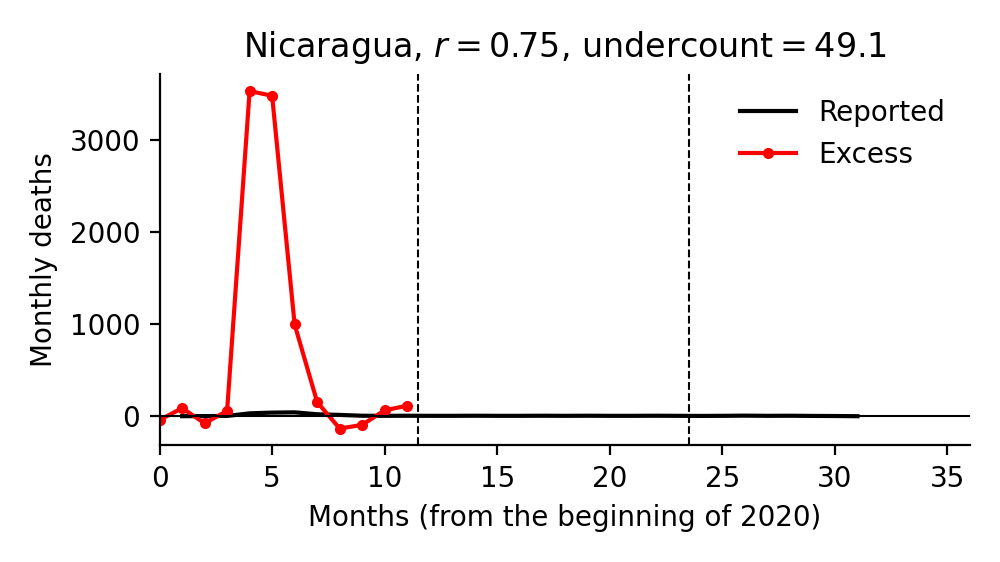 Nicaragua, r = 0.75, undercount = 49.1
Reported
Excess
Monthly deaths
3000
2000
1000
0
0 5 10 15 20 25 30 35
Months (from the beginning of 2020)